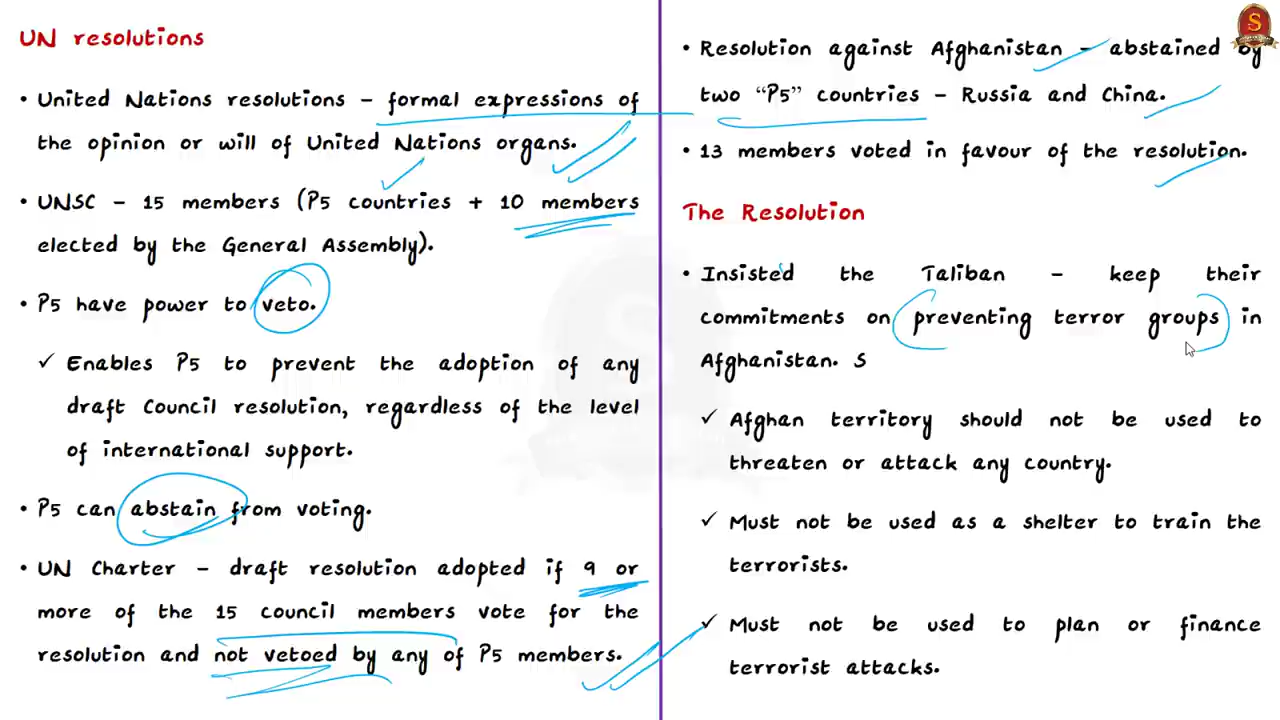 UN resolutions
• United Nations resolutions – formal expressions of
the opinion or will of United Nations organs.
• UNSC – 15 members (P5 countries + 10 members
elected by the General Assembly).
• P5 have power to veto.
✓ Enables P5 to prevent the adoption of any
draft Council resolution, regardless of the level
of international support.
• P5 can abstain from voting.
• UN Charter – draft resolution adopted if 9 or
more of the 15 council members vote for the
resolution and not vetoed by any of P5 members.
• Resolution against Afghanistan – abstained by
two “P5” countries – Russia and China.
• 13 members voted in favour of the resolution.
The Resolution
• Insisted the Taliban – keep their
commitments on preventing terror groups in
Afghanistan. S
✓ Afghan territory should not be used to
threaten or attack any country.
✓ Must not be used as a shelter to train the
terrorists.
✓ Must not be used to plan or finance
terrorist attacks.
S